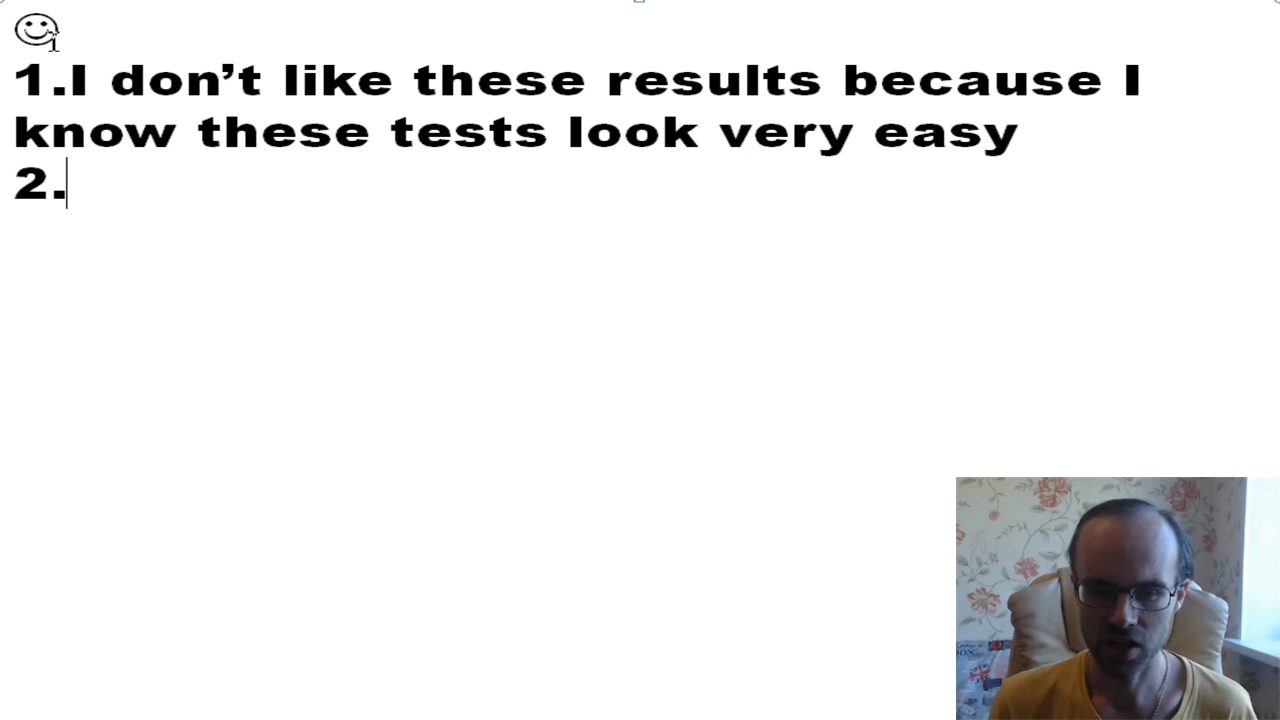 1.I don’t like these results because I
know these tests look very easy
2.